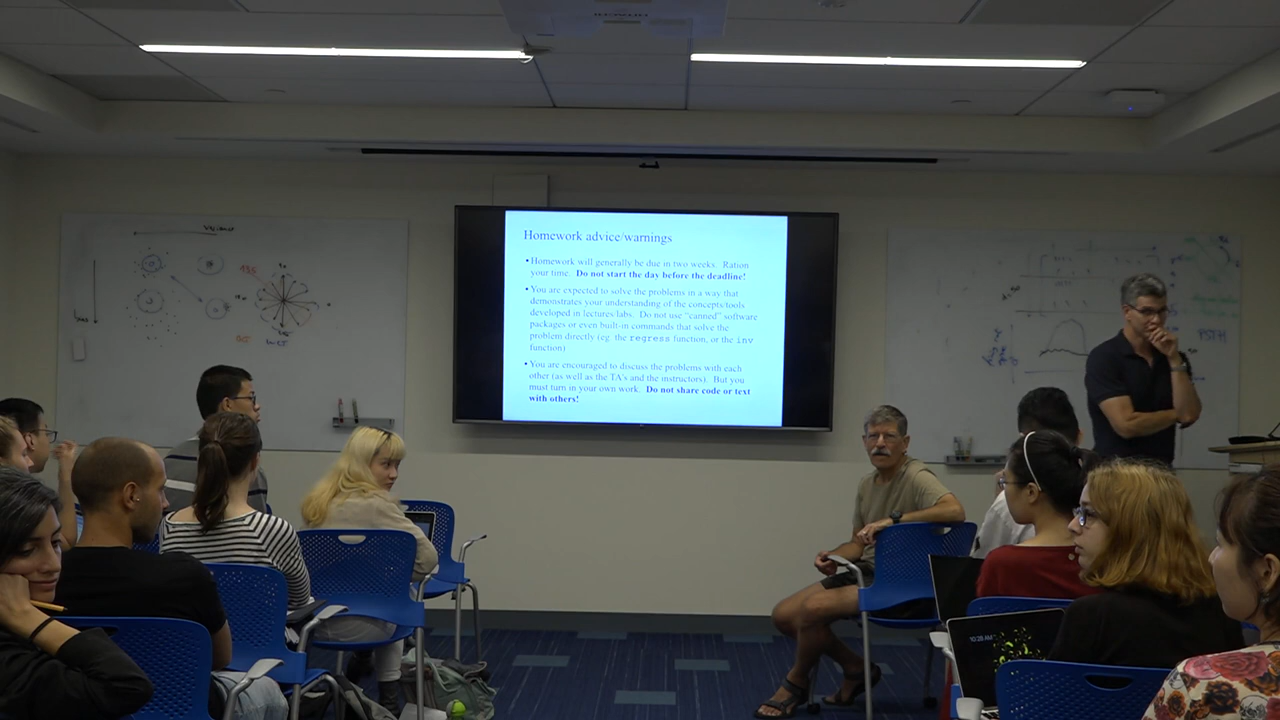 Homework advice/warnings
• Homework will generally be due in two weeks. Ration
your time. Do not start the day before the deadline!
• You are expected to solve the problems in a way that
demonstrates your understanding of the concepts/tools
developed in lectures labs. Do not use "canned" software
packages or even built-in commands that solve the
problem directly (eg. the regress function, or the inv
function)
• You are encouraged to discuss the problems with each
other (as well as the TA's and the instructors). But you
must turn in your own work. Do not share code or text
with others!
PSTH